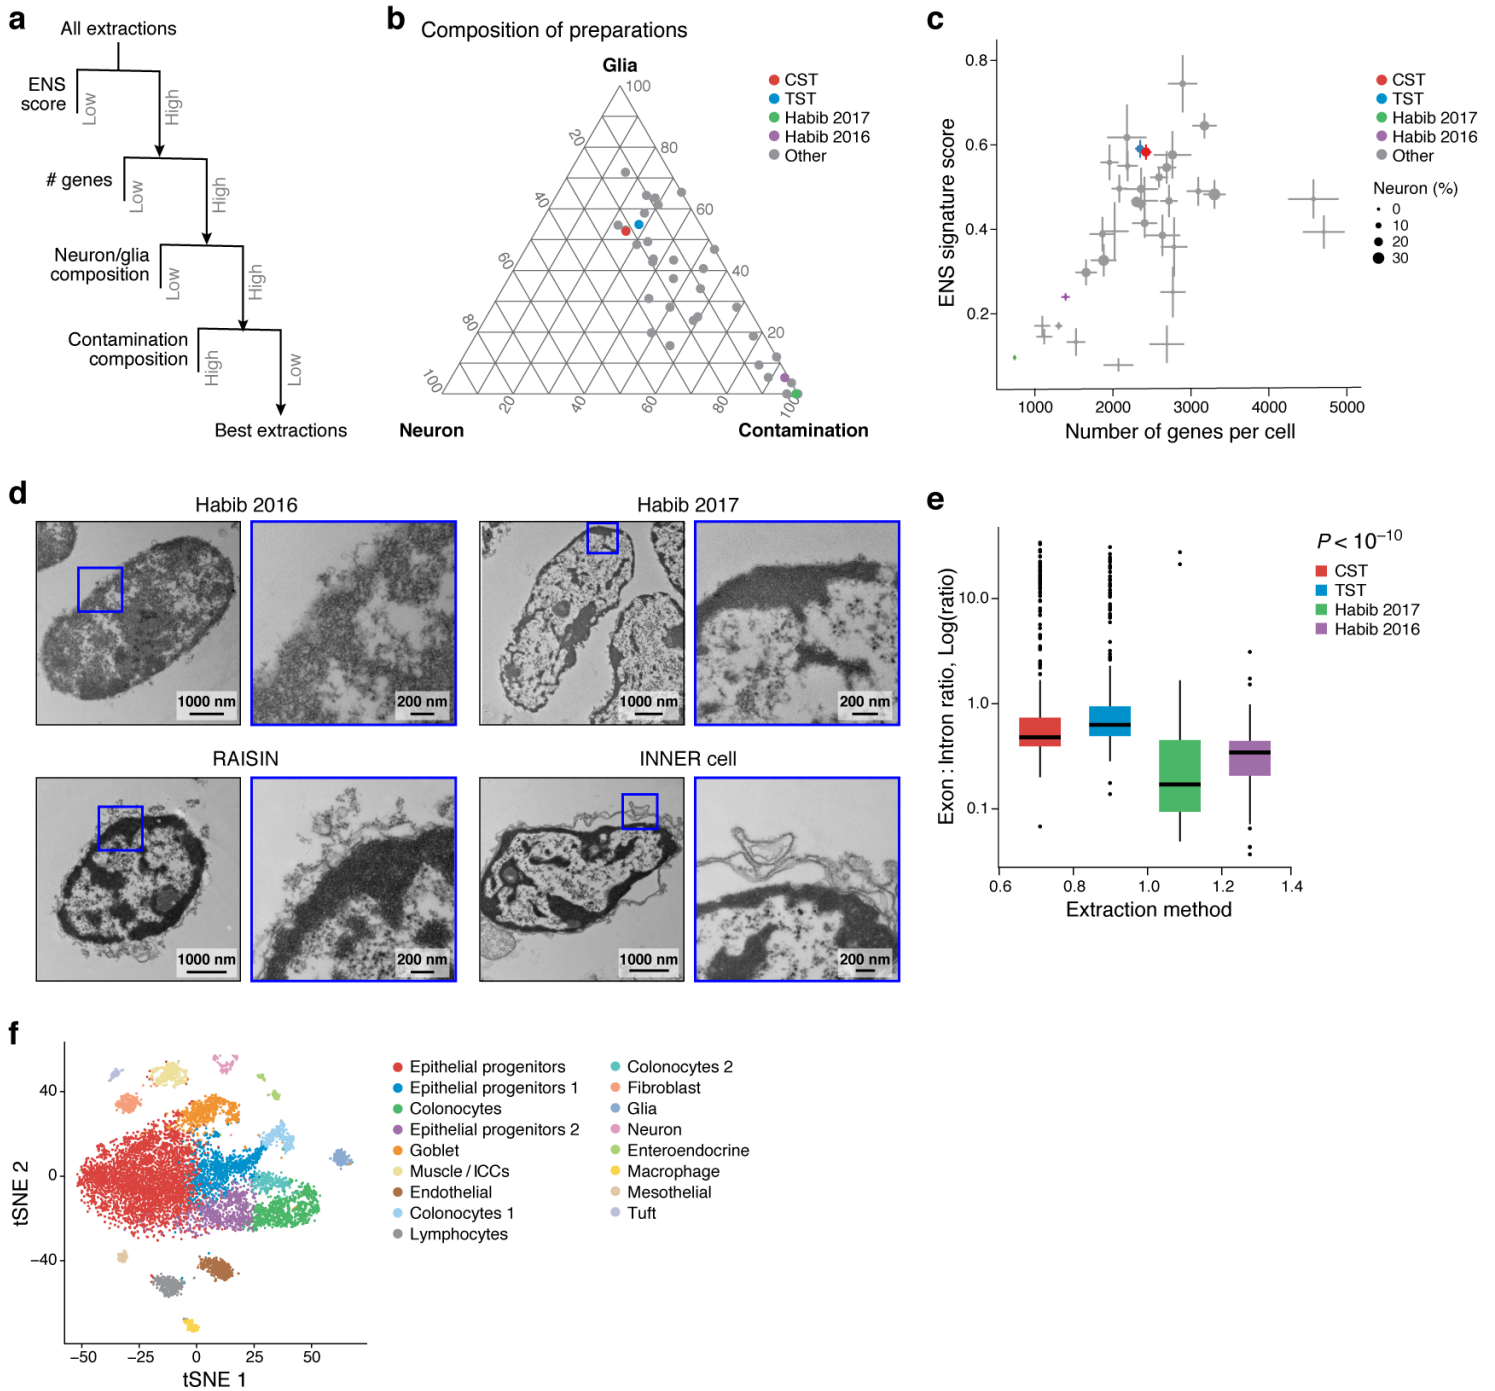 a
All extractions
ENS
score
Low
High
# genes
Low
High
Neuron/glia
composition
Low
High
Contamination
composition
High
Low
Best extractions
b
Composition of preparations
Glia
100
80
60
40
20
20
40
60
80
100
20
40
60
80
100
Neuron
Contamination
CST
TST
Habib 2017
Habib 2016
Other
c
ENS signature score
0.8
0.6
0.4
0.2
1000
2000
3000
4000
5000
Number of genes per cell
CST
TST
Habib 2017
Habib 2016
Other
Neuron (%)
0
10
20
30
d
Habib 2016
1000 nm
200 nm
Habib 2017
1000 nm
200 nm
RAISIN
1000 nm
200 nm
INNER cell
1000 nm
200 nm
e
Exon : Intron ratio, Log(ratio)
10.0
1.0
0.1
0.6
0.8
1.0
1.2
1.4
Extraction method
P < 10⁻¹⁰
CST
TST
Habib 2017
Habib 2016
f
tSNE 2
40
0
−40
−50
−25
0
25
50
tSNE 1
Epithelial progenitors
Epithelial progenitors 1
Colonocytes
Epithelial progenitors 2
Goblet
Muscle / ICCs
Endothelial
Colonocytes 1
Lymphocytes
Colonocytes 2
Fibroblast
Glia
Neuron
Enteroendocrine
Macrophage
Mesothelial
Tuft